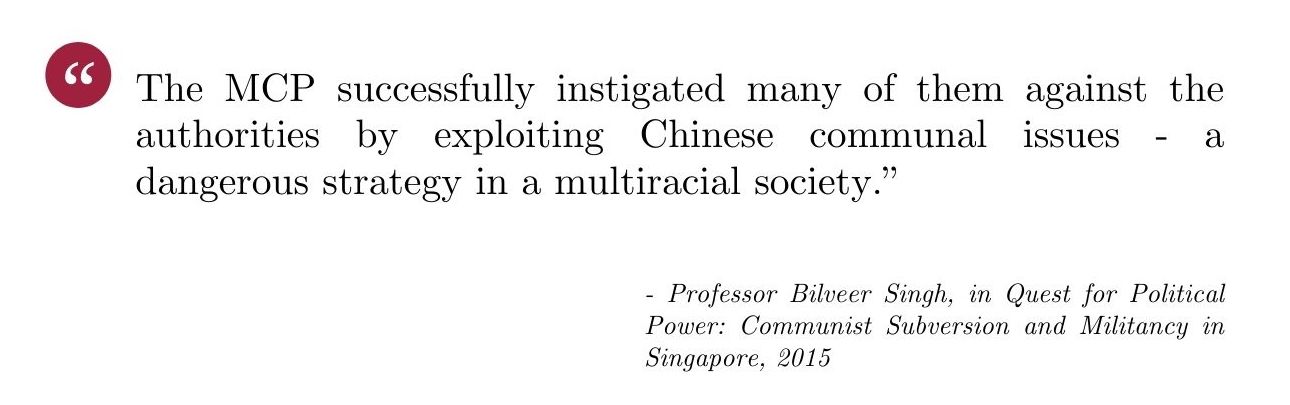 “ The MCP successfully instigated many of them against the
authorities by exploiting Chinese communal issues - a
dangerous strategy in a multiracial society.”
- Professor Bilveer Singh, in Quest for Political
Power: Communist Subversion and Militancy in
Singapore, 2015